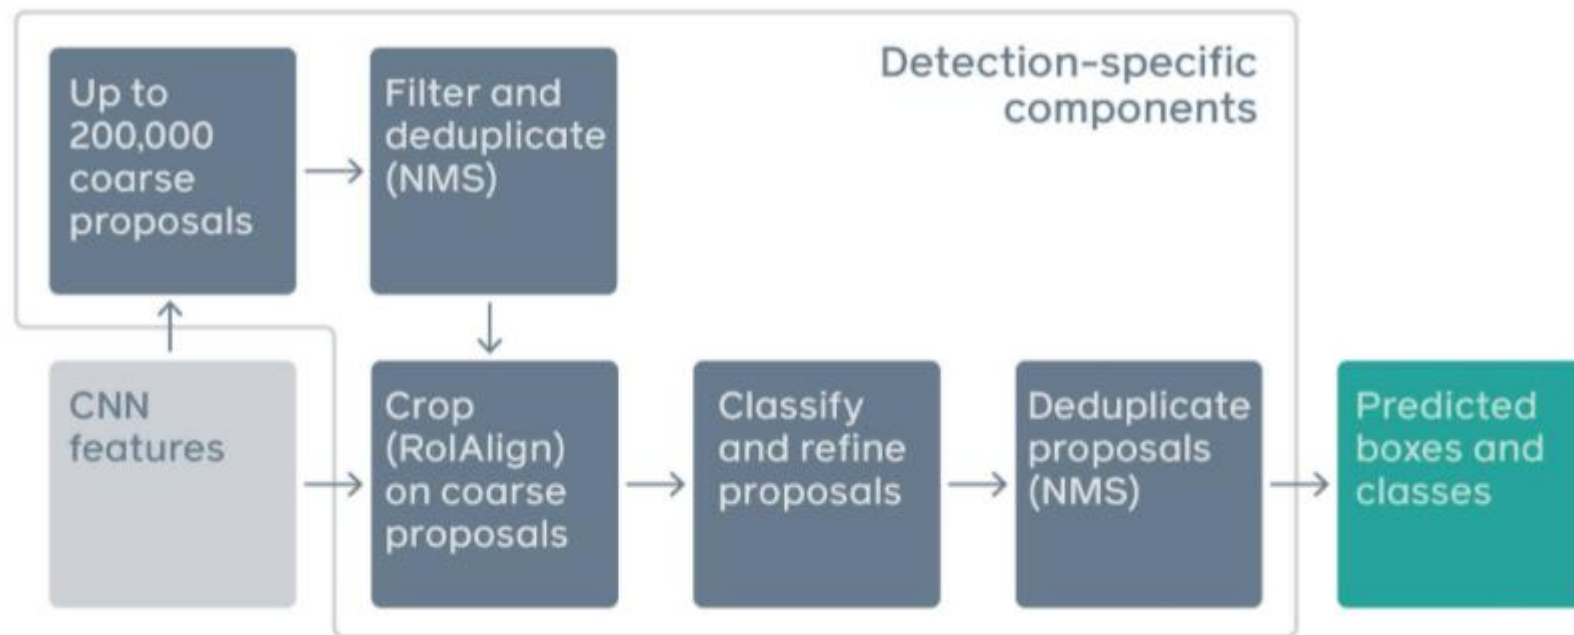 Up to
200,000
coarse
proposals
Filter and
deduplicate
(NMS)
Detection-specific
components
CNN
features
Crop
(RoIAlign)
on coarse
proposals
Classify
and refine
proposals
Deduplicate
proposals
(NMS)
Predicted
boxes and
classes